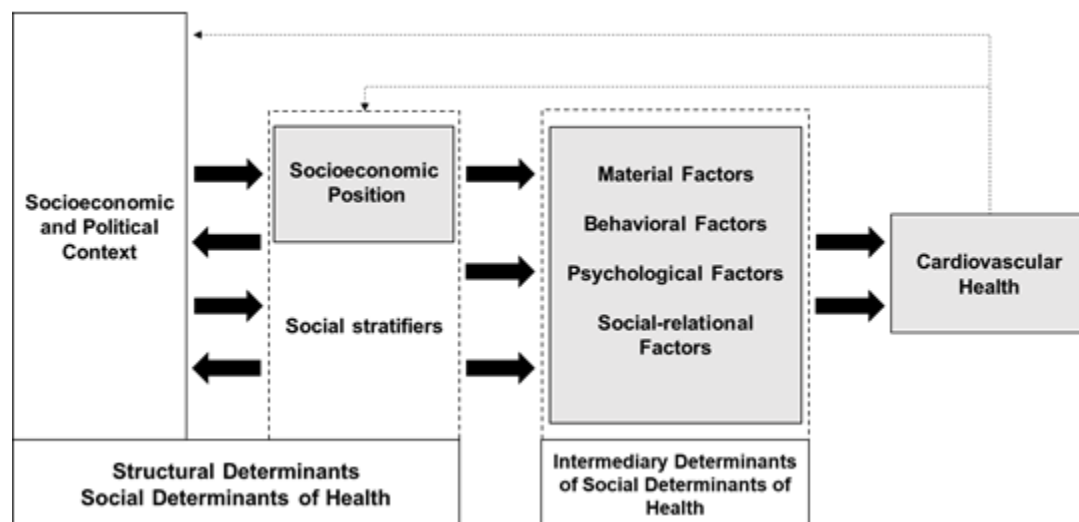 Socioeconomic
and Political
Context
Socioeconomic
Position
Social stratifiers
Material Factors
Behavioral Factors
Psychological Factors
Social-relational
Factors
Cardiovascular
Health
Structural Determinants
Social Determinants of Health
Intermediary Determinants
of Social Determinants of
Health